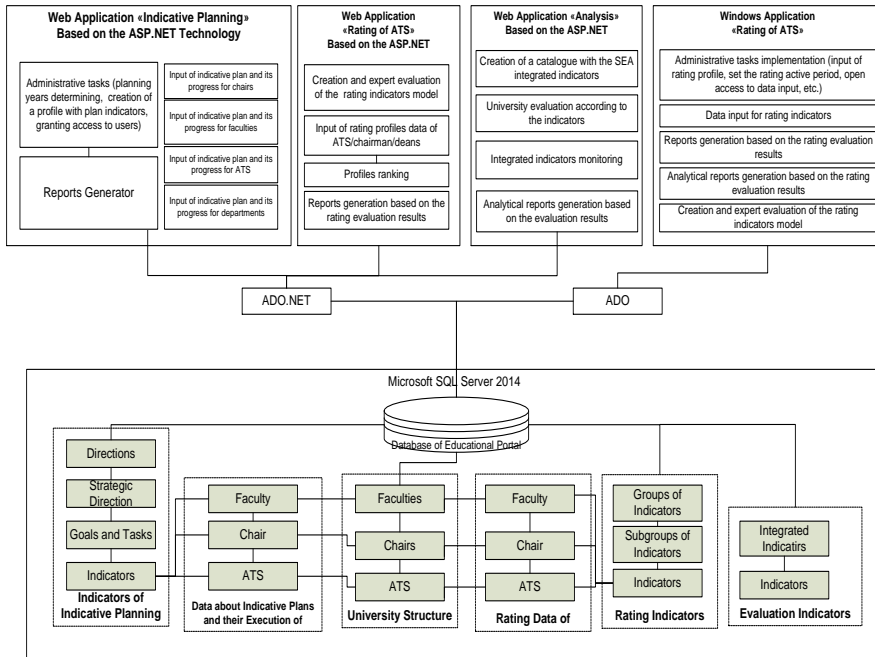 Web Application «Indicative Planning»
Based on the ASP.NET Technology
Administrative tasks (planning
years determining, creation of
a profile with plan indicators,
granting access to users)
Reports Generator
Input of indicative plan and its
progress for chairs
Input of indicative plan and its
progress for faculties
Input of indicative plan and its
progress for ATS
Input of indicative plan and its
progress for departments
Web Application
«Rating of ATS»
Based on the ASP.NET
Creation and expert evaluation
of the rating indicators model
Input of rating profiles data of
ATS/chairman/deans
Profiles ranking
Reports generation based on the
rating evaluation results
Web Application «Analysis»
Based on the ASP.NET
Creation of a catalogue with the SEA
integrated indicators
University evaluation according to
the indicators
Integrated indicators monitoring
Analytical reports generation based
on the evaluation results
Windows Application
«Rating of ATS»
Administrative tasks implementation (input of
rating profile, set the rating active period, open
access to data input, etc.)
Data input for rating indicators
Reports generation based on the rating evaluation
results
Analytical reports generation based on the rating
evaluation results
Creation and expert evaluation of the rating
indicators model
ADO.NET
ADO
Microsoft SQL Server 2014
Database of Educational Portal
Directions
Strategic
Direction
Goals and Tasks
Indicators
Indicators of
Indicative Planning
Faculty
Chair
ATS
Data about Indicative Plans
and their Execution of
Faculties
Chairs
ATS
University Structure
Faculty
Chair
ATS
Rating Data of
Groups of
Indicators
Subgroups of
Indicators
Indicators
Rating Indicators
Integrated
Indicatirs
Indicators
Evaluation Indicators